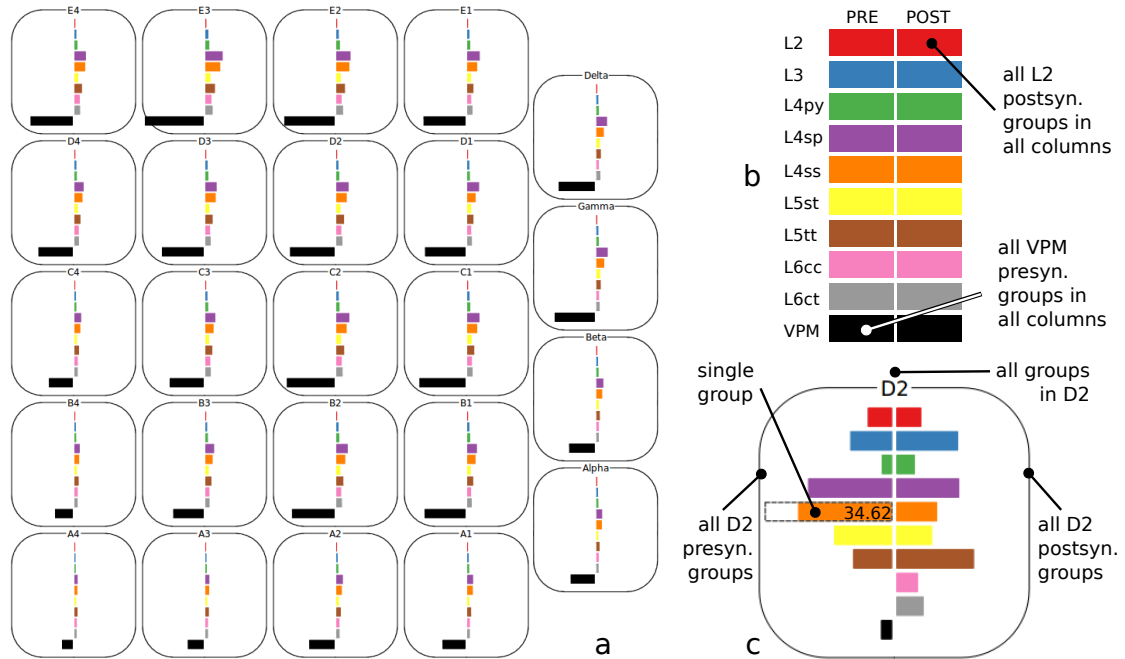 E4 E3 E2 E1
Delta
D4 D3 D2 D1
Gamma
C4 C3 C2 C1
Beta
B4 B3 B2 B1
Alpha
A4 A3 A2 A1
a
PRE POST
L2
L3
L4py
L4sp
L4ss
L5st
L5tt
L6cc
L6ct
VPM
b
all L2
postsyn.
groups in
all columns
all VPM
presyn.
groups in
all columns
single
group
D2
all groups
in D2
34.62
all D2
presyn.
groups
all D2
postsyn.
groups
c